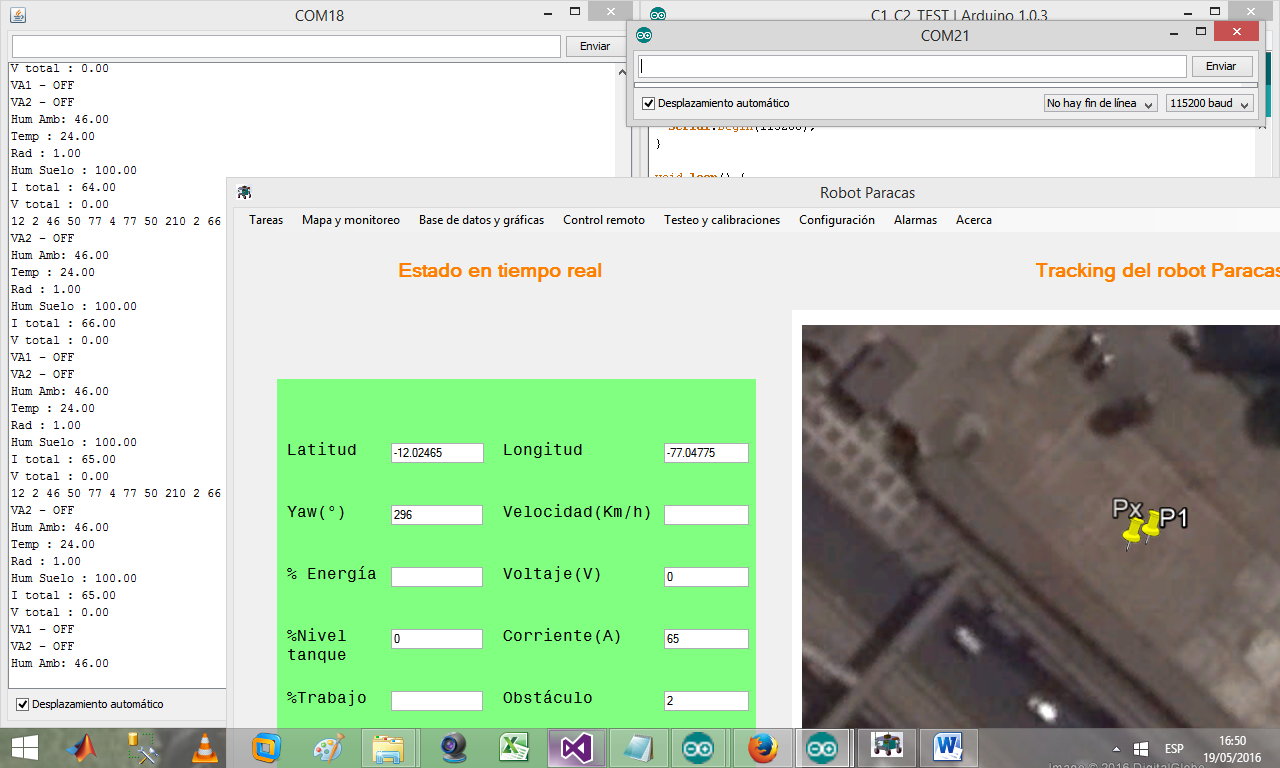 COM18
Enviar
V total : 0.00
VA1 - OFF
VA2 - OFF
Hum Amb: 46.00
Temp : 24.00
Rad : 1.00
Hum Suelo : 100.00
I total : 64.00
V total : 0.00
12 2 46 50 77 4 77 50 210 2 66
VA2 - OFF
Hum Amb: 46.00
Temp : 24.00
Rad : 1.00
Hum Suelo : 100.00
I total : 66.00
V total : 0.00
VA1 - OFF
VA2 - OFF
Hum Amb: 46.00
Temp : 24.00
Rad : 1.00
Hum Suelo : 100.00
I total : 65.00
V total : 0.00
12 2 46 50 77 4 77 50 210 2 66
VA2 - OFF
Hum Amb: 46.00
Temp : 24.00
Rad : 1.00
Hum Suelo : 100.00
I total : 65.00
V total : 0.00
VA1 - OFF
VA2 - OFF
Hum Amb: 46.00
Desplazamiento automático
C1_C2_TEST | Arduino 1.0.3
COM21
Enviar
Desplazamiento automático No hay fin de línea 115200 baud
Serial.begin(115200);
}
void loop() {
Robot Paracas
Tareas Mapa y monitoreo Base de datos y gráficas Control remoto Testeo y calibraciones Configuración Alarmas Acerca
Estado en tiempo real
Tracking del robot Paracas
Latitud -12.02465 Longitud -77.04775
Yaw(°) 296 Velocidad(Km/h)
% Energía Voltaje(V) 0
%Nivel tanque 0 Corriente(A) 65
%Trabajo Obstáculo 2
Px P1
ESP
16:50
19/05/2016
Image © 2016 DigitalGlobe